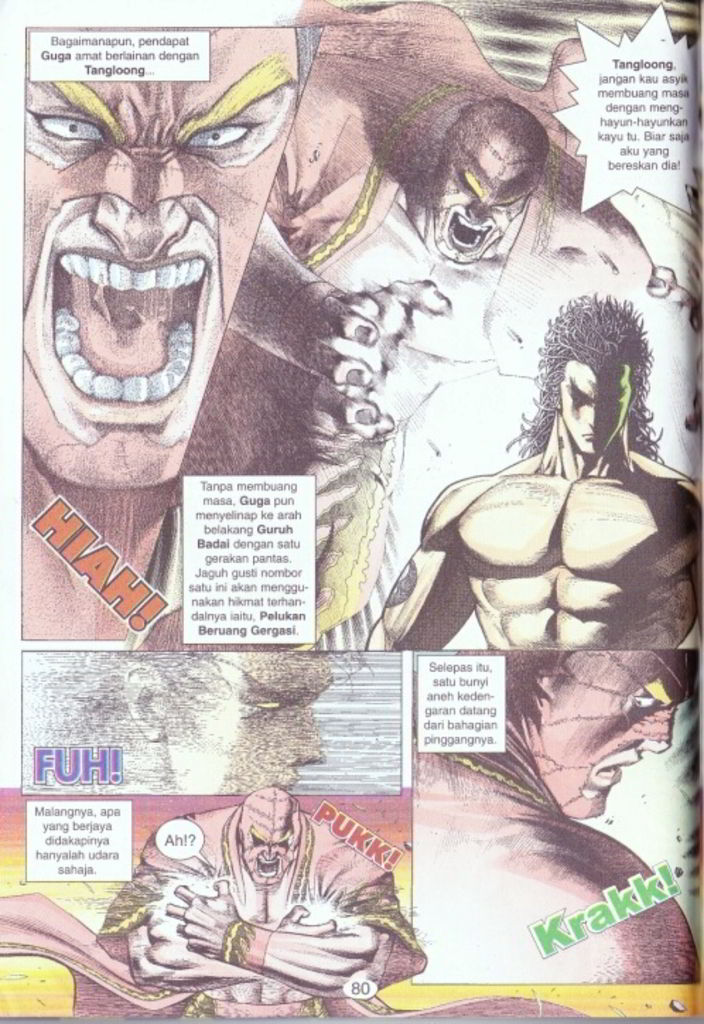 Bagaimanapun, pendapat
Guga amat berlainan dengan
Tangloong...
Tangloong,
jangan kau asyik
membuang masa
dengan meng-
hayun-hayunkan
kayu tu. Biar saja
aku yang
bereskan dia!
HIAH!
Tanpa membuang
masa, Guga pun
menyelinap ke arah
belakang Guruh
Badai dengan satu
gerakan pantas.
Jaguh gusti nombor
satu ini akan menggu-
nakan hikmat terhan-
dalnya iaitu, Pelukan
Beruang Gergasi.
FUH!
Selepas itu,
satu bunyi
aneh keden-
garan datang
dari bahagian
pinggangnya.
Malangnya, apa
yang berjaya
didakapinya
hanyalah udara
sahaja.
Ah!?
PUKK!
Krakk!
80